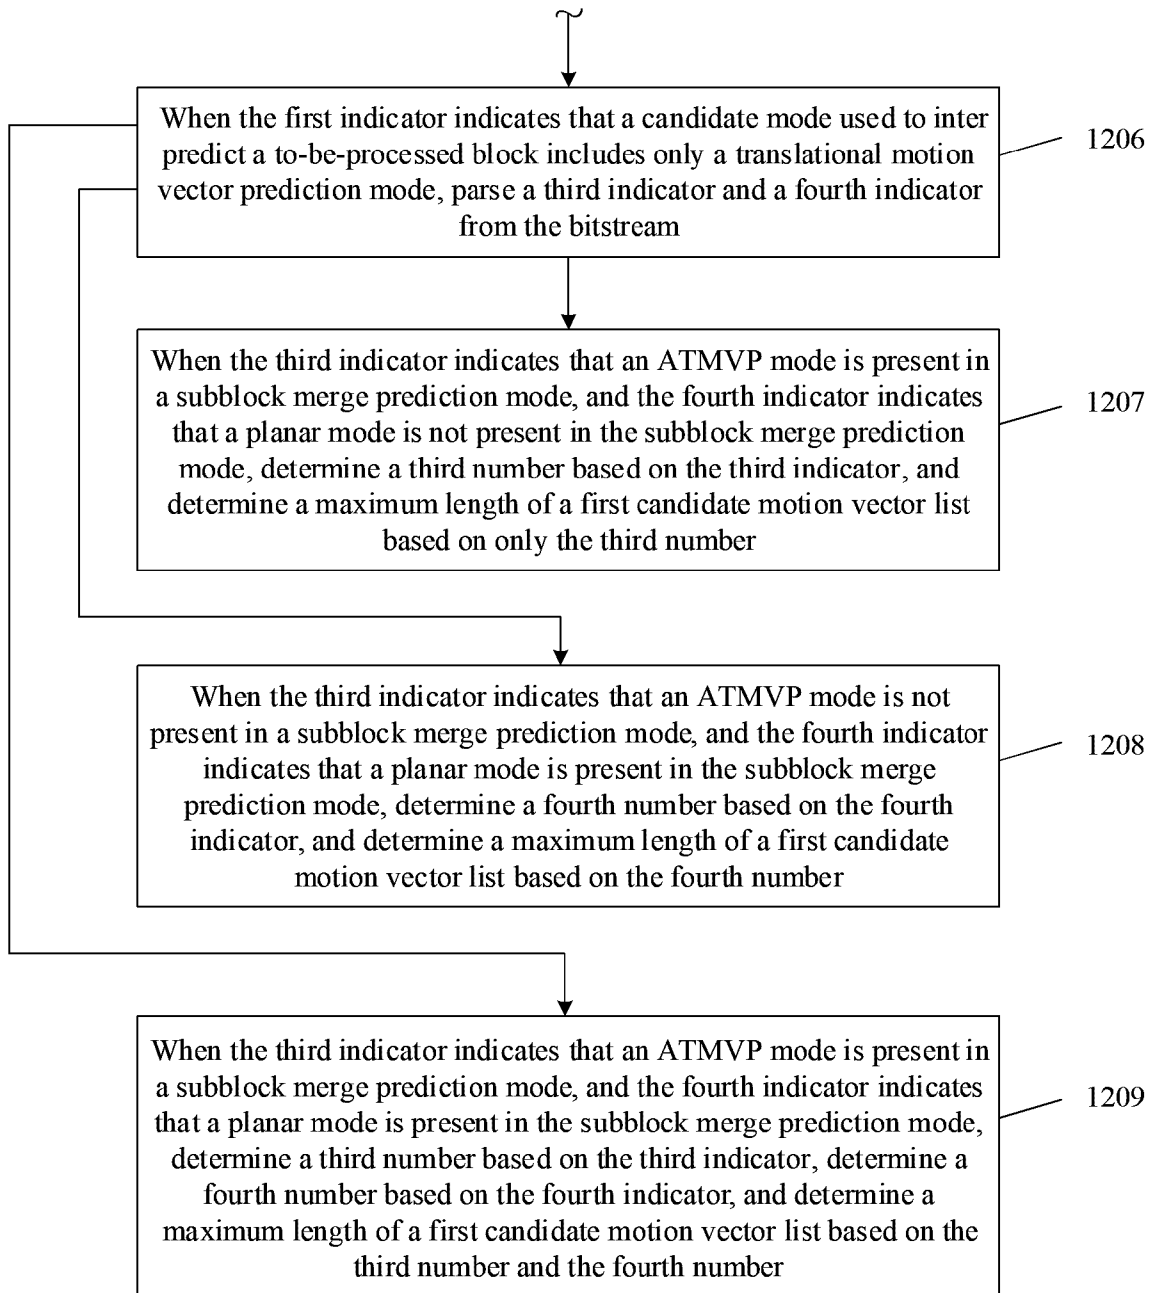 When the first indicator indicates that a candidate mode used to inter
predict a to-be-processed block includes only a translational motion
vector prediction mode, parse a third indicator and a fourth indicator
from the bitstream
1206
When the third indicator indicates that an ATMVP mode is present in
a subblock merge prediction mode, and the fourth indicator indicates
that a planar mode is not present in the subblock merge prediction
mode, determine a third number based on the third indicator, and
determine a maximum length of a first candidate motion vector list
based on only the third number
1207
When the third indicator indicates that an ATMVP mode is not
present in a subblock merge prediction mode, and the fourth indicator
indicates that a planar mode is present in the subblock merge
prediction mode, determine a fourth number based on the fourth
indicator, and determine a maximum length of a first candidate
motion vector list based on the fourth number
1208
When the third indicator indicates that an ATMVP mode is present in
a subblock merge prediction mode, and the fourth indicator indicates
that a planar mode is present in the subblock merge prediction mode,
determine a third number based on the third indicator, determine a
fourth number based on the fourth indicator, and determine a
maximum length of a first candidate motion vector list based on the
third number and the fourth number
1209